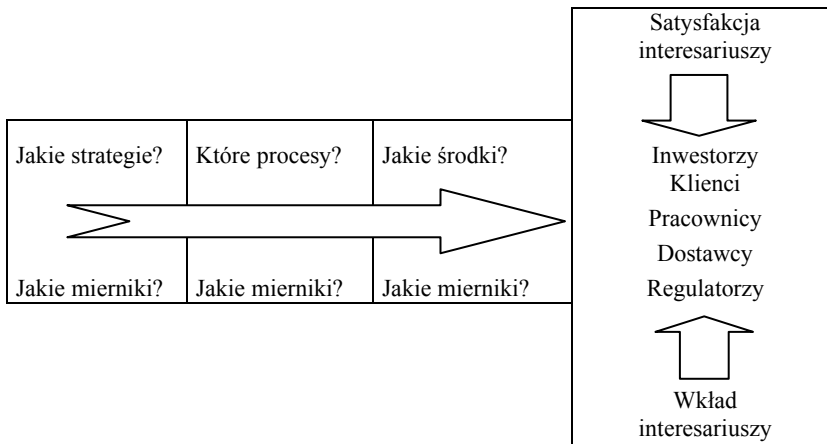 Satysfakcja
interesariuszy
Jakie strategie?
Które procesy?
Jakie środki?
Jakie mierniki?
Jakie mierniki?
Jakie mierniki?
Inwestorzy
Klienci
Pracownicy
Dostawcy
Regulatorzy
Wkład
interesariuszy